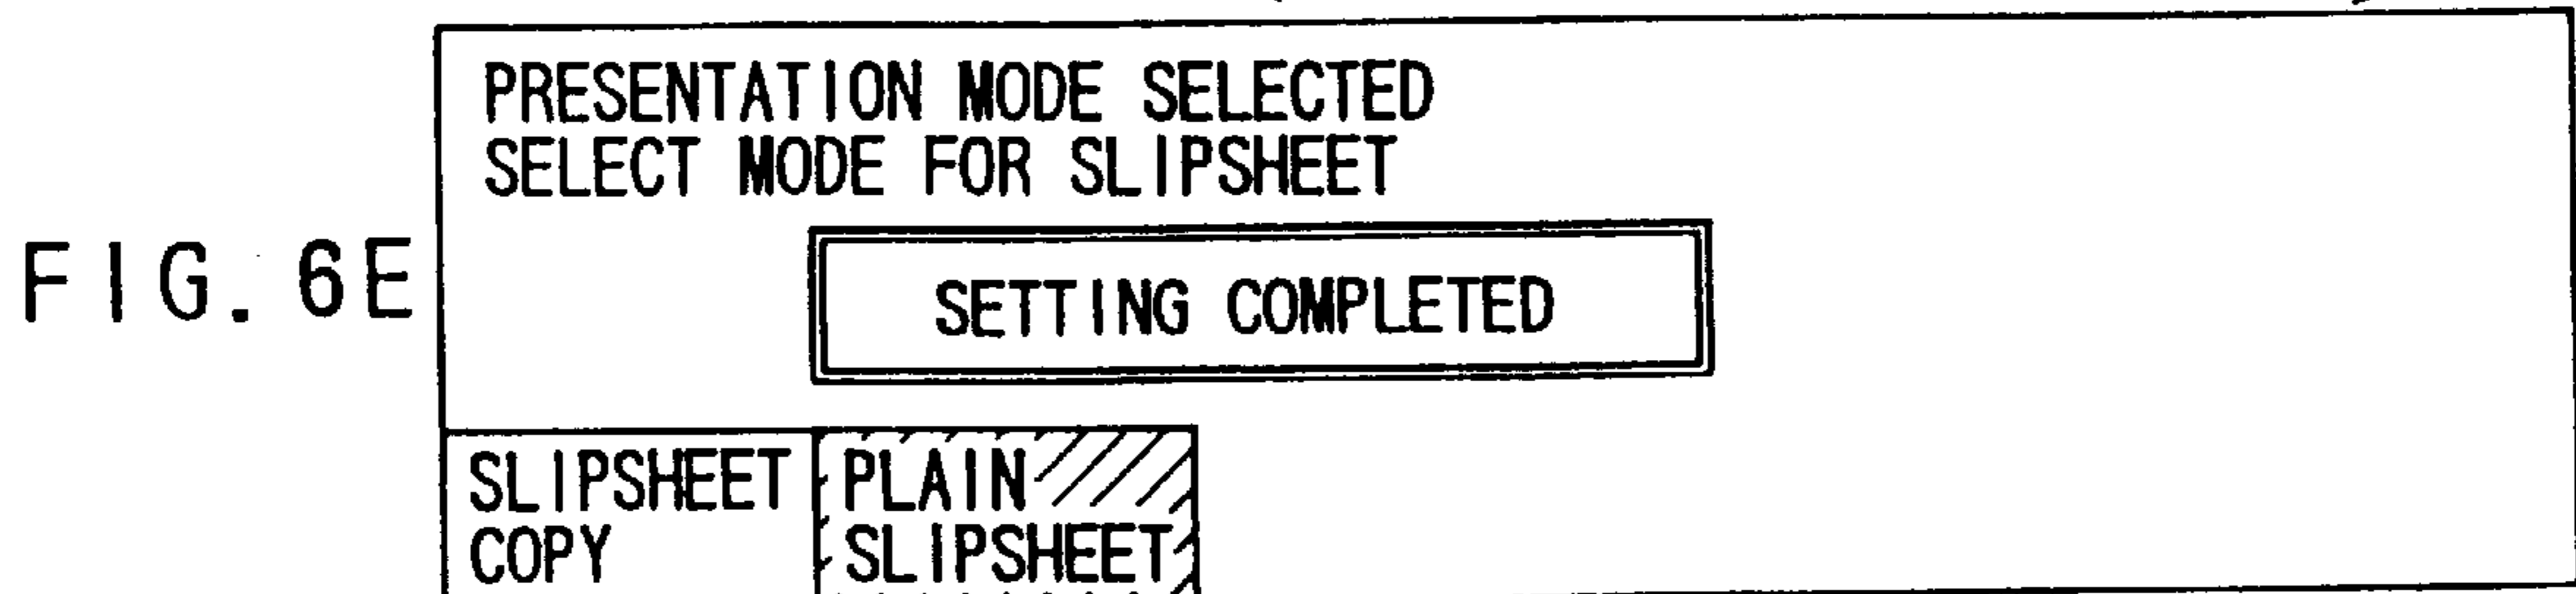 PRESENTATION MODE SELECTED
SELECT MODE FOR SLIPSHEET
FIG. 6E
SETTING COMPLETED
SLIPSHEET
COPY
PLAIN
SLIPSHEET